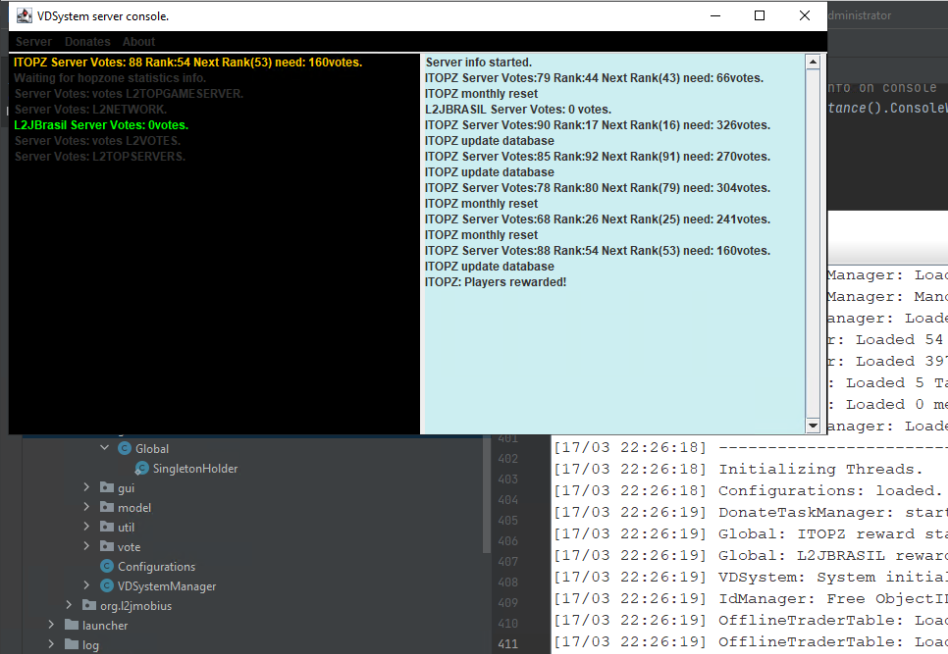 VDSystem server console.
dministrator
Server Donates About
ITOPZ Server Votes: 88 Rank:54 Next Rank(53) need: 160votes.
Waiting for hopzone statistics info.
Server Votes: votes L2TOPGAMESERVER.
Server Votes: L2NETWORK.
L2JBrasil Server Votes: 0votes.
Server Votes: votes L2VOTES.
Server Votes: L2TOPSERVERS.
Server info started.
ITOPZ Server Votes:79 Rank:44 Next Rank(43) need: 66votes.
ITOPZ monthly reset
L2JBRASIL Server Votes: 0 votes.
ITOPZ Server Votes:90 Rank:17 Next Rank(16) need: 326votes.
ITOPZ update database
ITOPZ Server Votes:85 Rank:92 Next Rank(91) need: 270votes.
ITOPZ update database
ITOPZ Server Votes:78 Rank:80 Next Rank(79) need: 304votes.
ITOPZ monthly reset
ITOPZ Server Votes:68 Rank:26 Next Rank(25) need: 241votes.
ITOPZ monthly reset
ITOPZ Server Votes:88 Rank:54 Next Rank(53) need: 160votes.
ITOPZ update database
ITOPZ: Players rewarded!
nfo on console
tance().ConsoleW
Manager: Load
Manager: Mano
anager: Loade
r: Loaded 54
r: Loaded 397
: Loaded 5 Ta
: Loaded 0 me
anager: Loade
Global
SingletonHolder
gui
model
util
vote
Configurations
VDSystemManager
org.l2jmobius
launcher
log
401
402
403
404
405
406
407
408
409
410
411
[17/03 22:26:18] -----------------------
[17/03 22:26:18] Initializing Threads.
[17/03 22:26:18] Configurations: loaded.
[17/03 22:26:19] DonateTaskManager: start
[17/03 22:26:19] Global: ITOPZ reward sta
[17/03 22:26:19] Global: L2JBRASIL reward
[17/03 22:26:19] VDSystem: System initial
[17/03 22:26:19] IdManager: Free ObjectID
[17/03 22:26:19] OfflineTraderTable: Load
[17/03 22:26:19] OfflineTraderTable: Load